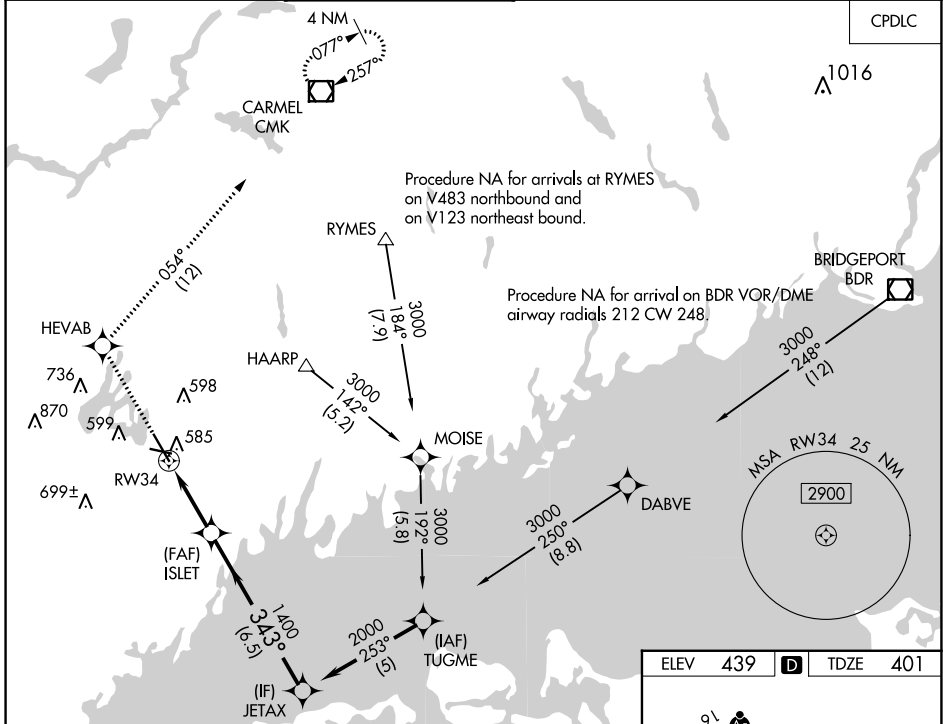 CPDLC
4 NM
077°
257°
CARMEL
CMK
1016
Procedure NA for arrivals at RYMES
on V483 northbound and
on V123 northeast bound.
RYMES
054°
(12)
3000
184°
(7.9)
BRIDGEPORT
BDR
Procedure NA for arrival on BDR VOR/DME
airway radials 212 CW 248.
3000
248°
(12)
HEVAB
HAARP
3000
142°
(5.2)
736
598
870
599
585
MOISE
RW34
699±
MSA RW34 25 NM
2900
DABVE
3000
192°
(5.8)
3000
250°
(8.8)
(FAF)
ISLET
1400
343°
(6.5)
2000
253°
(5)
(IAF)
TUGME
(IF)
JETAX
ELEV 439 D TDZE 401
16